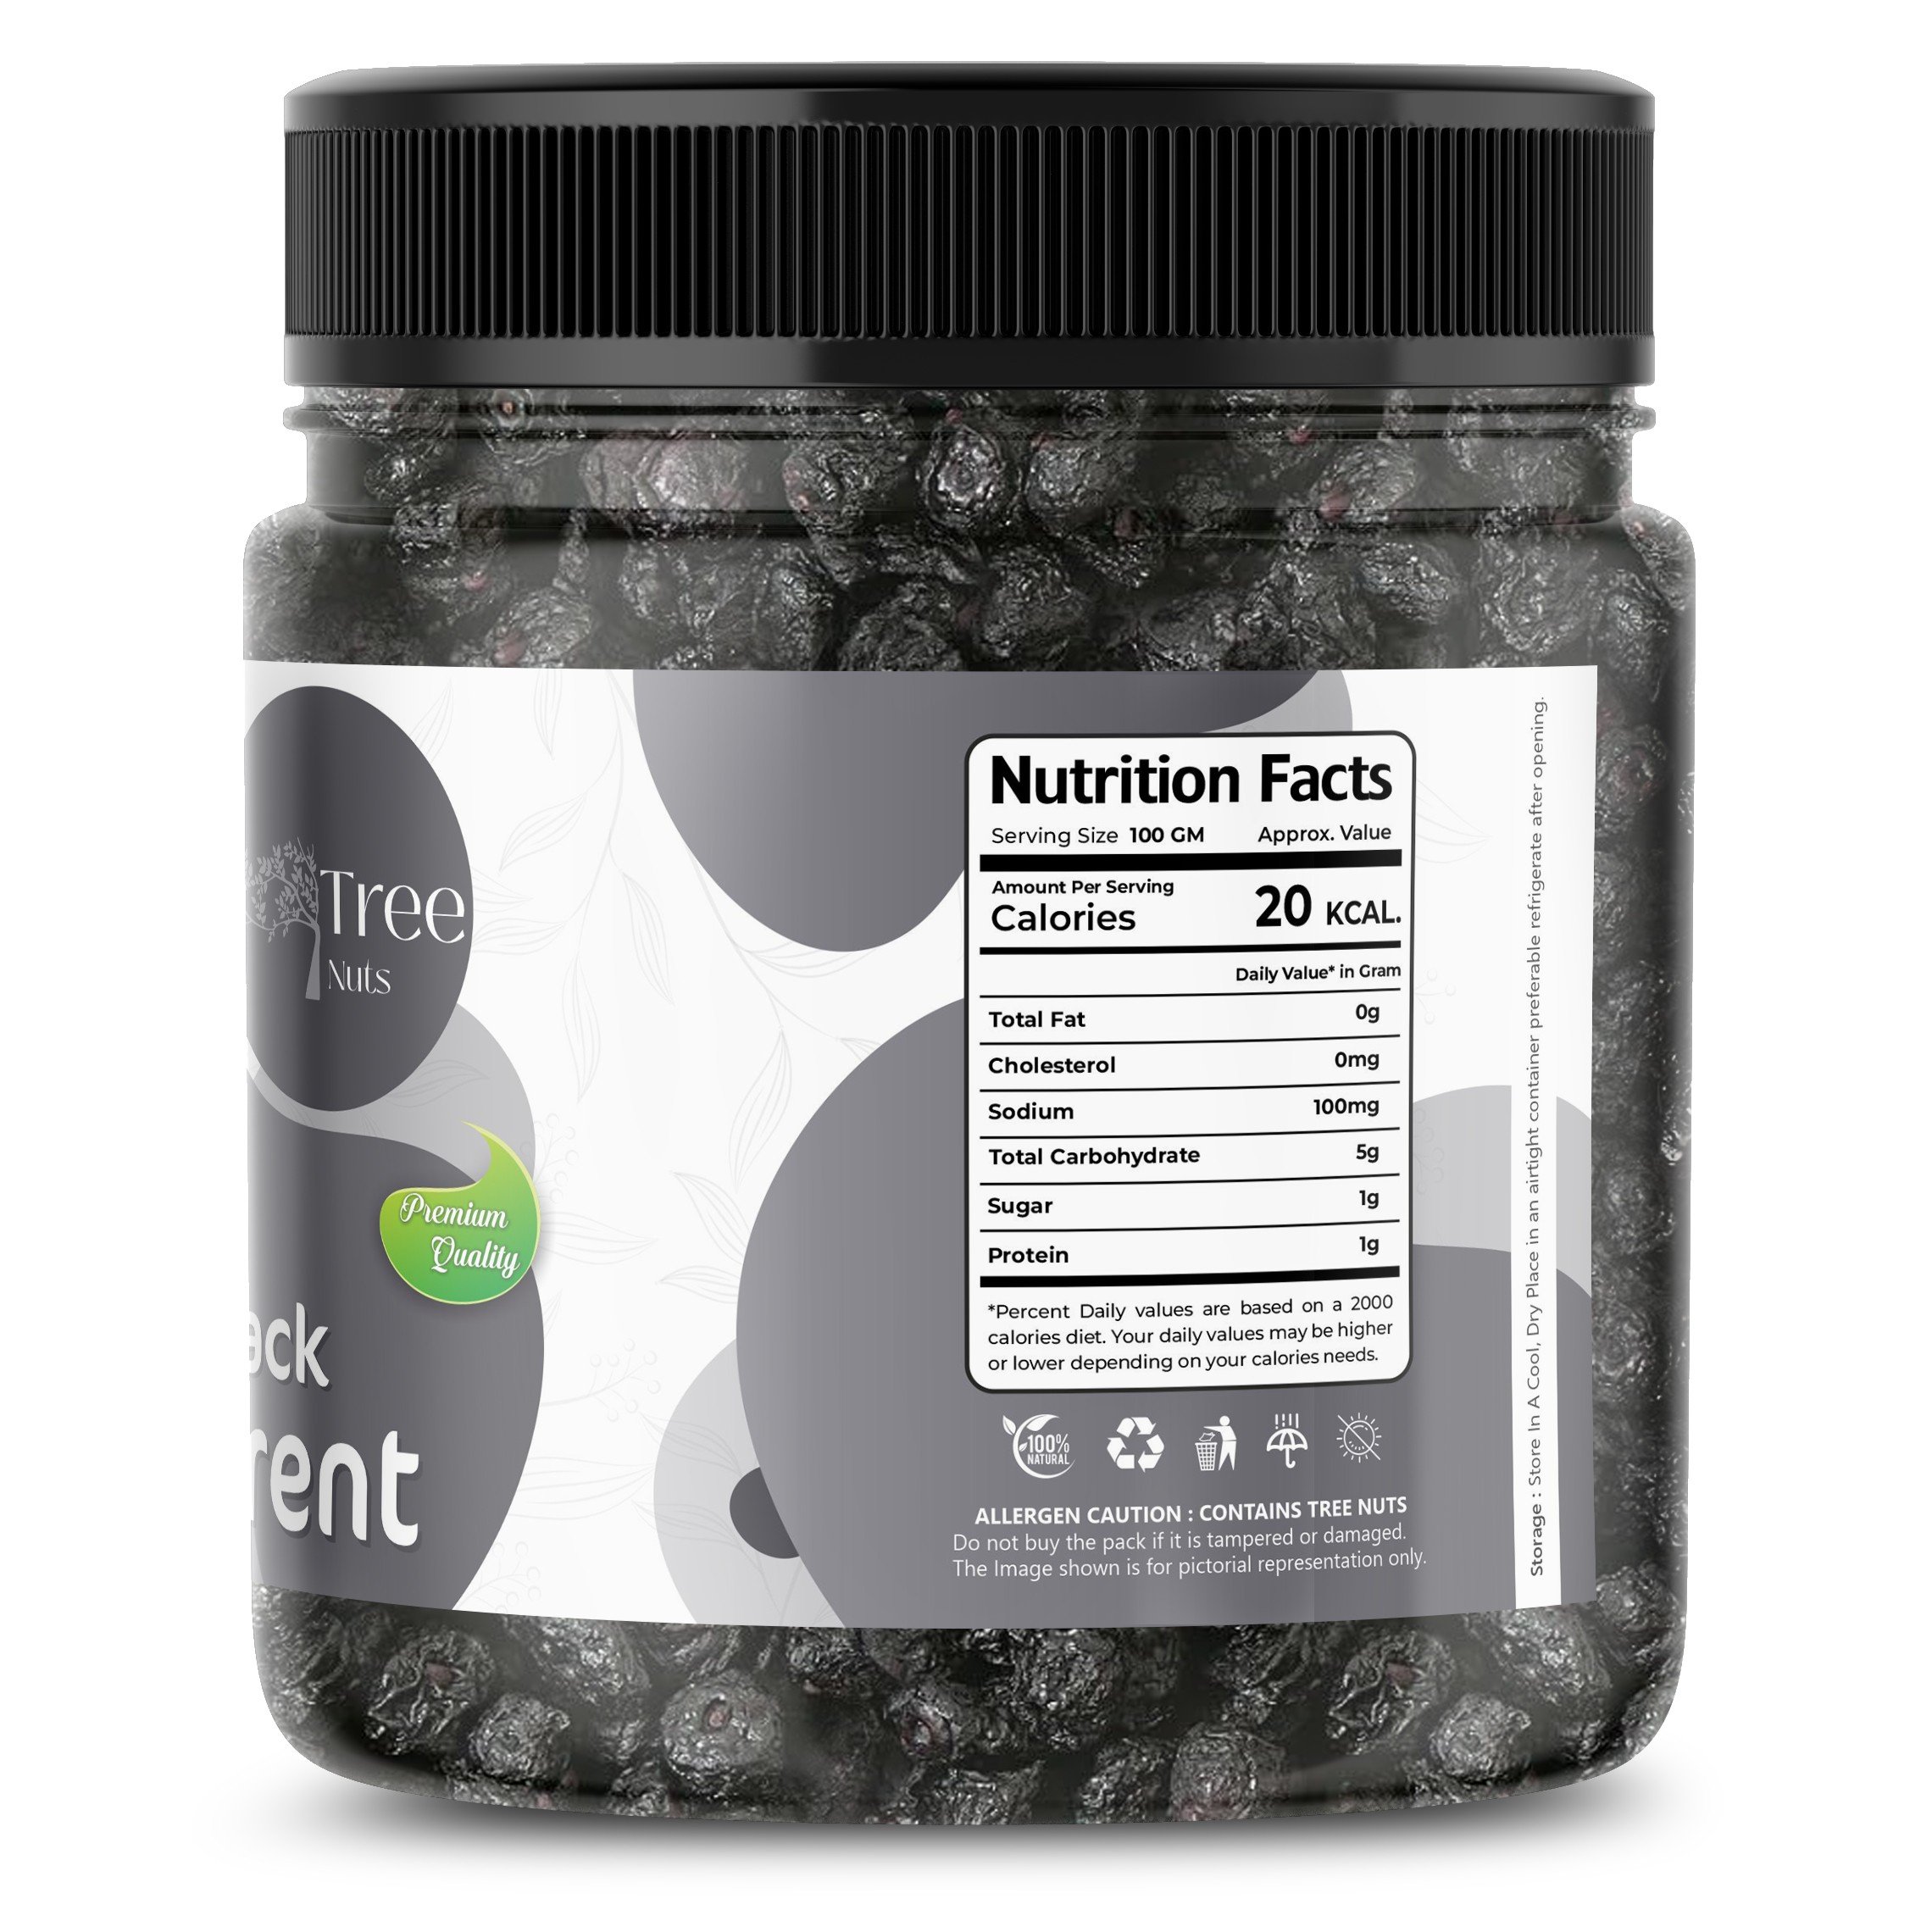 Tree
Nuts
Premium
Quality
ack
rent
Nutrition Facts
Serving Size 100 GM Approx. Value
Amount Per Serving
Calories 20 KCAL.
Daily Value* in Gram
Total Fat 0g
Cholesterol 0mg
Sodium 100mg
Total Carbohydrate 5g
Sugar 1g
Protein 1g
*Percent Daily values are based on a 2000
calories diet. Your daily values may be higher
or lower depending on your calories needs.
100%
NATURAL
ALLERGEN CAUTION : CONTAINS TREE NUTS
Do not buy the pack if it is tampered or damaged.
The Image shown is for pictorial representation only.
Storage : Store In A Cool, Dry Place in an airtight container preferable refrigerate after opening.